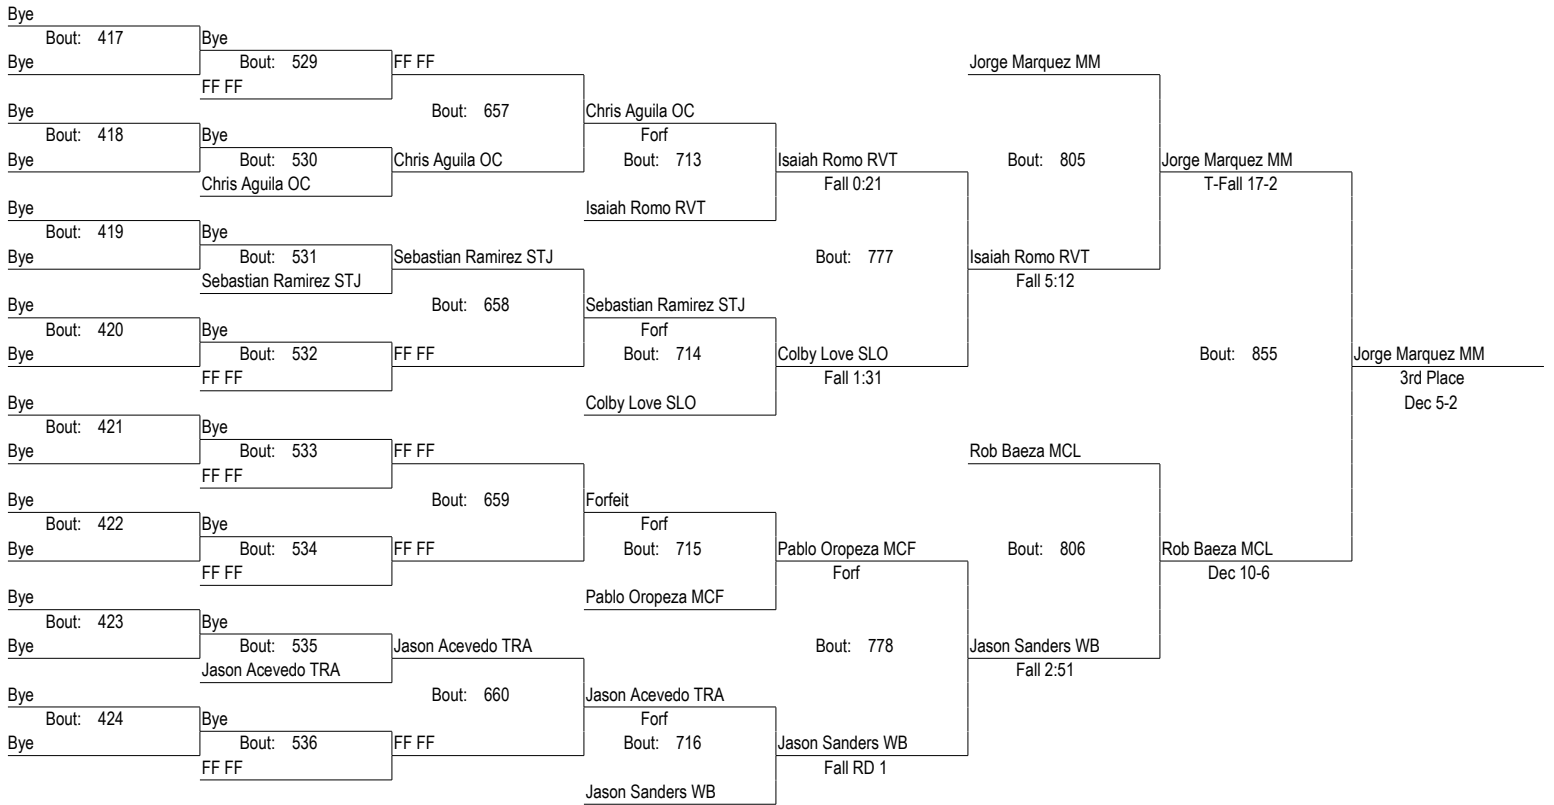 Bye
Bout: 417 Bye
Bye Bout: 529 FF FF Jorge Marquez MM
FF FF
Bye Bout: 657 Chris Aguila OC
Bout: 418 Bye Forf
Bye Bout: 530 Chris Aguila OC Bout: 713 Isaiah Romo RVT Bout: 805 Jorge Marquez MM
Chris Aguila OC Fall 0:21 T-Fall 17-2
Bye Isaiah Romo RVT
Bout: 419 Bye
Bye Bout: 531 Sebastian Ramirez STJ Bout: 777 Isaiah Romo RVT
Sebastian Ramirez STJ Fall 5:12
Bye Bout: 658 Sebastian Ramirez STJ
Bout: 420 Bye Forf
Bye Bout: 532 FF FF Bout: 714 Colby Love SLO Bout: 855 Jorge Marquez MM
FF FF Fall 1:31 3rd Place
Bye Colby Love SLO Dec 5-2
Bout: 421 Bye
Bye Bout: 533 FF FF Rob Baeza MCL
FF FF
Bye Bout: 659 Forfeit
Bout: 422 Bye Forf
Bye Bout: 534 FF FF Bout: 715 Pablo Oropeza MCF Bout: 806 Rob Baeza MCL
FF FF Forf Dec 10-6
Bye Pablo Oropeza MCF
Bout: 423 Bye
Bye Bout: 535 Jason Acevedo TRA Bout: 778 Jason Sanders WB
Jason Acevedo TRA Fall 2:51
Bye Bout: 660 Jason Acevedo TRA
Bout: 424 Bye Forf
Bye Bout: 536 FF FF Bout: 716 Jason Sanders WB
FF FF Fall RD 1
Jason Sanders WB